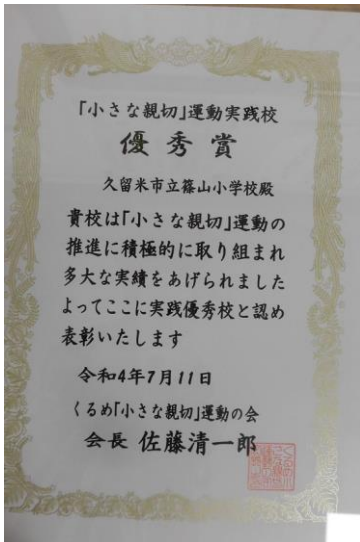 「小さな親切」運動実践校
優秀賞
久留米市立篠山小学校殿
貴校は「小さな親切」運動の
推進に積極的に取り組まれ
多大な実績をあげられました
よってここに実践優秀校と認め
表彰いたします
令和4年7月11日
くるめ「小さな親切」運動の会
会長 佐藤清一郎